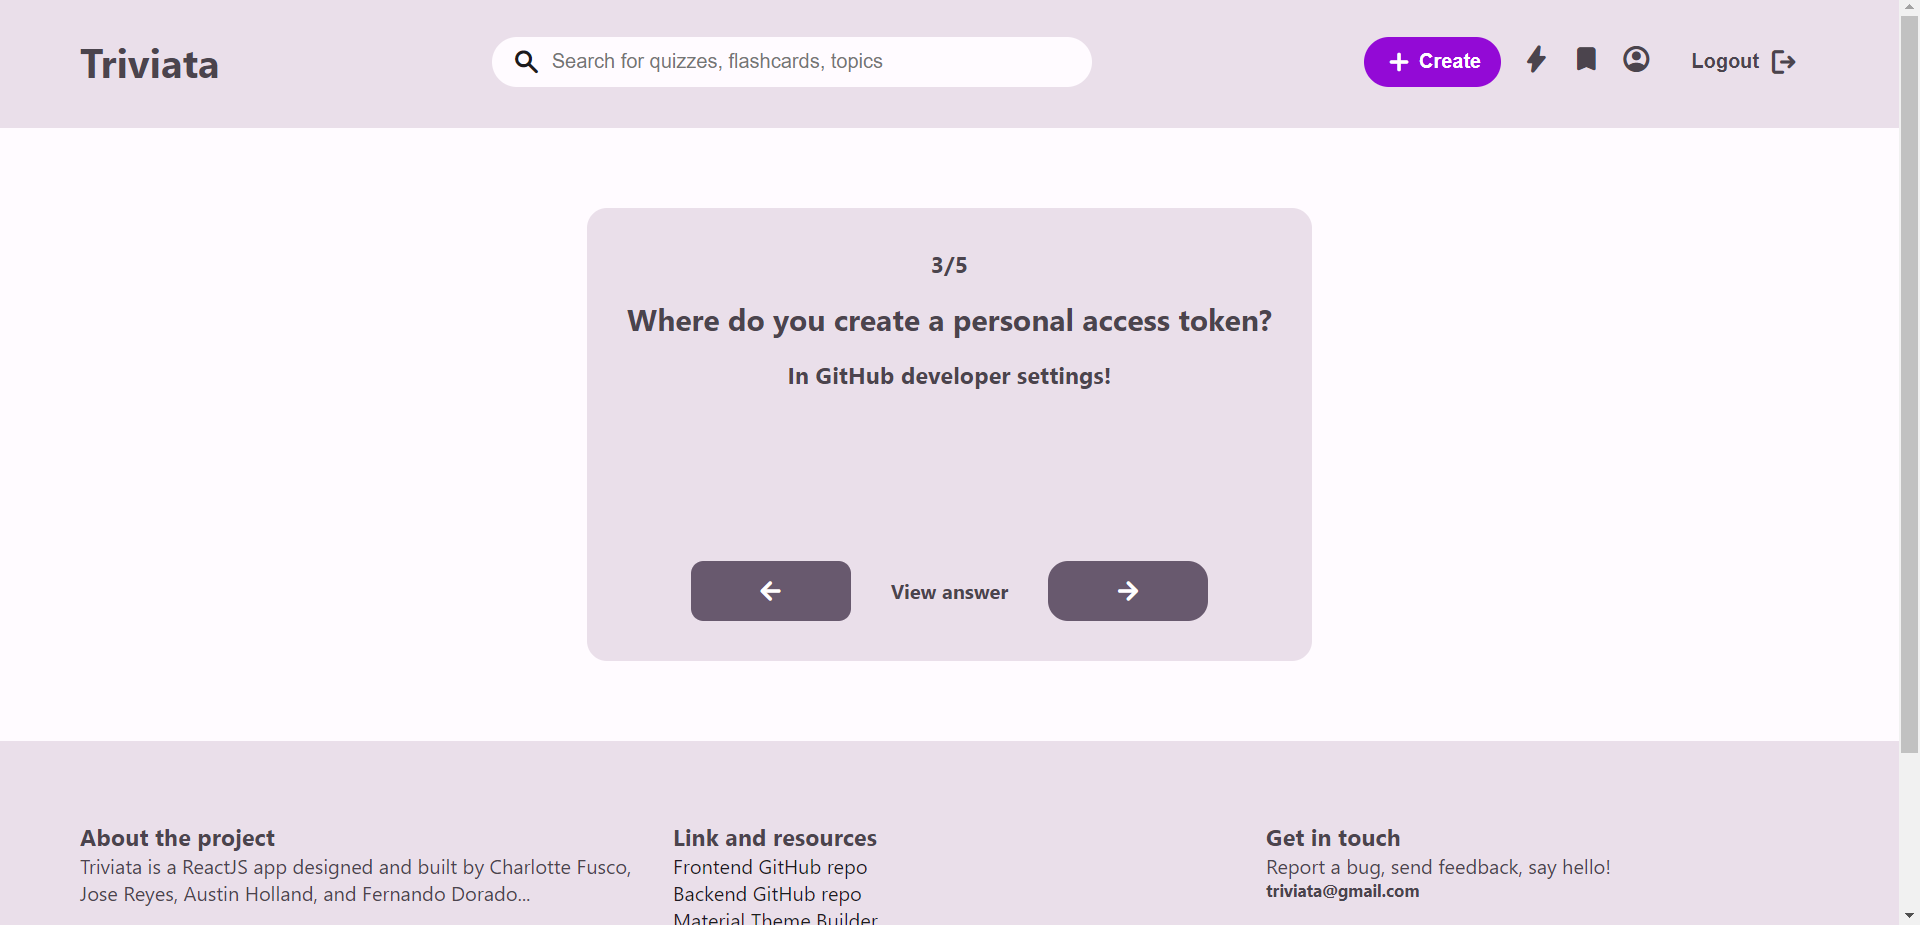 Triviata
Search for quizzes, flashcards, topics
Create
Logout
3/5
Where do you create a personal access token?
In GitHub developer settings!
View answer
About the project
Triviata is a ReactJS app designed and built by Charlotte Fusco,
Jose Reyes, Austin Holland, and Fernando Dorado...
Link and resources
Frontend GitHub repo
Backend GitHub repo
Material Theme Builder
Get in touch
Report a bug, send feedback, say hello!
triviata@gmail.com